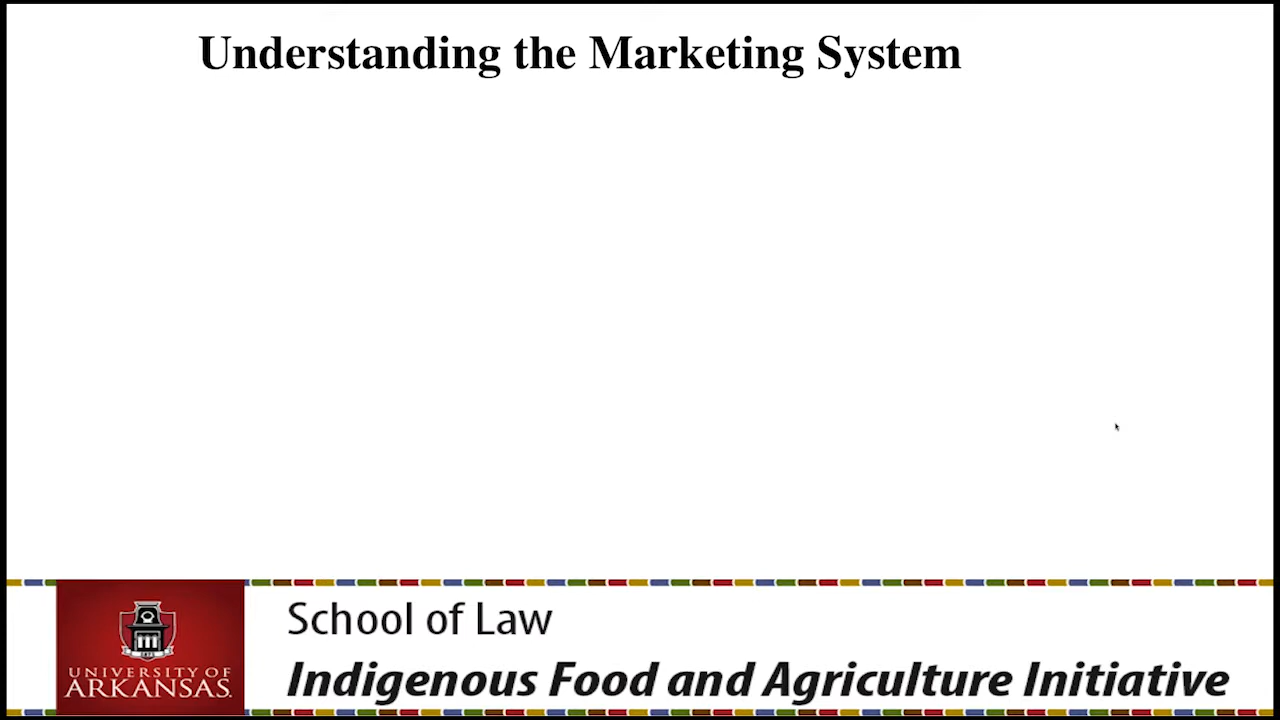 Understanding the Marketing System
School of Law
Indigenous Food and Agriculture Initiative
UNIVERSITY OF
ARKANSAS.